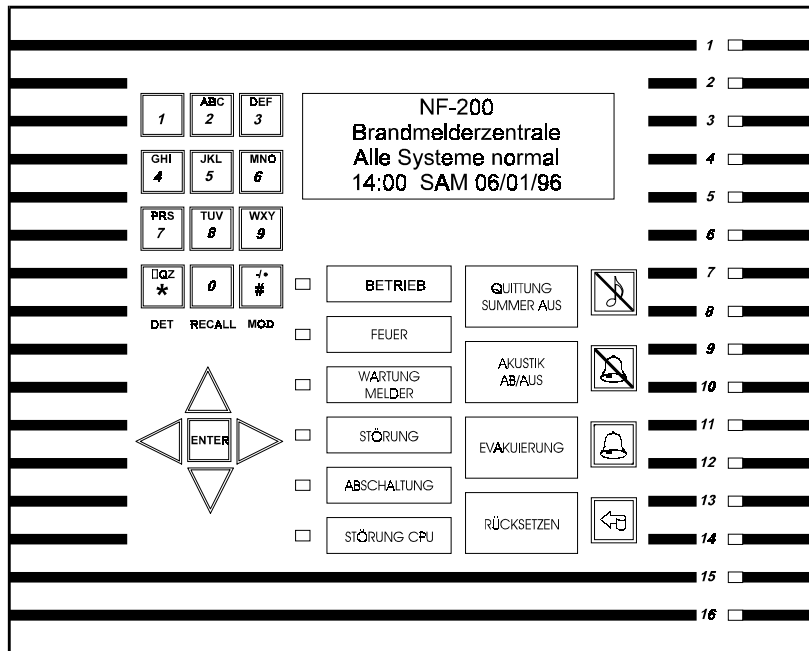 NF-200
Brandmelderzentrale
Alle Systeme normal
14:00 SAM 06/01/96
1
ABC
2
DEF
3
GHI
4
JKL
5
MNO
6
PRS
7
TUV
8
WXY
9
▯QZ
*
0
-/•
#
DET RECALL MOD
ENTER
BETRIEB
FEUER
WARTUNG
MELDER
STÖRUNG
ABSCHALTUNG
STÖRUNG CPU
QUITTUNG
SUMMER AUS
AKUSTIK
AB/AUS
EVAKUIERUNG
RÜCKSETZEN
1
2
3
4
5
6
7
8
9
10
11
12
13
14
15
16